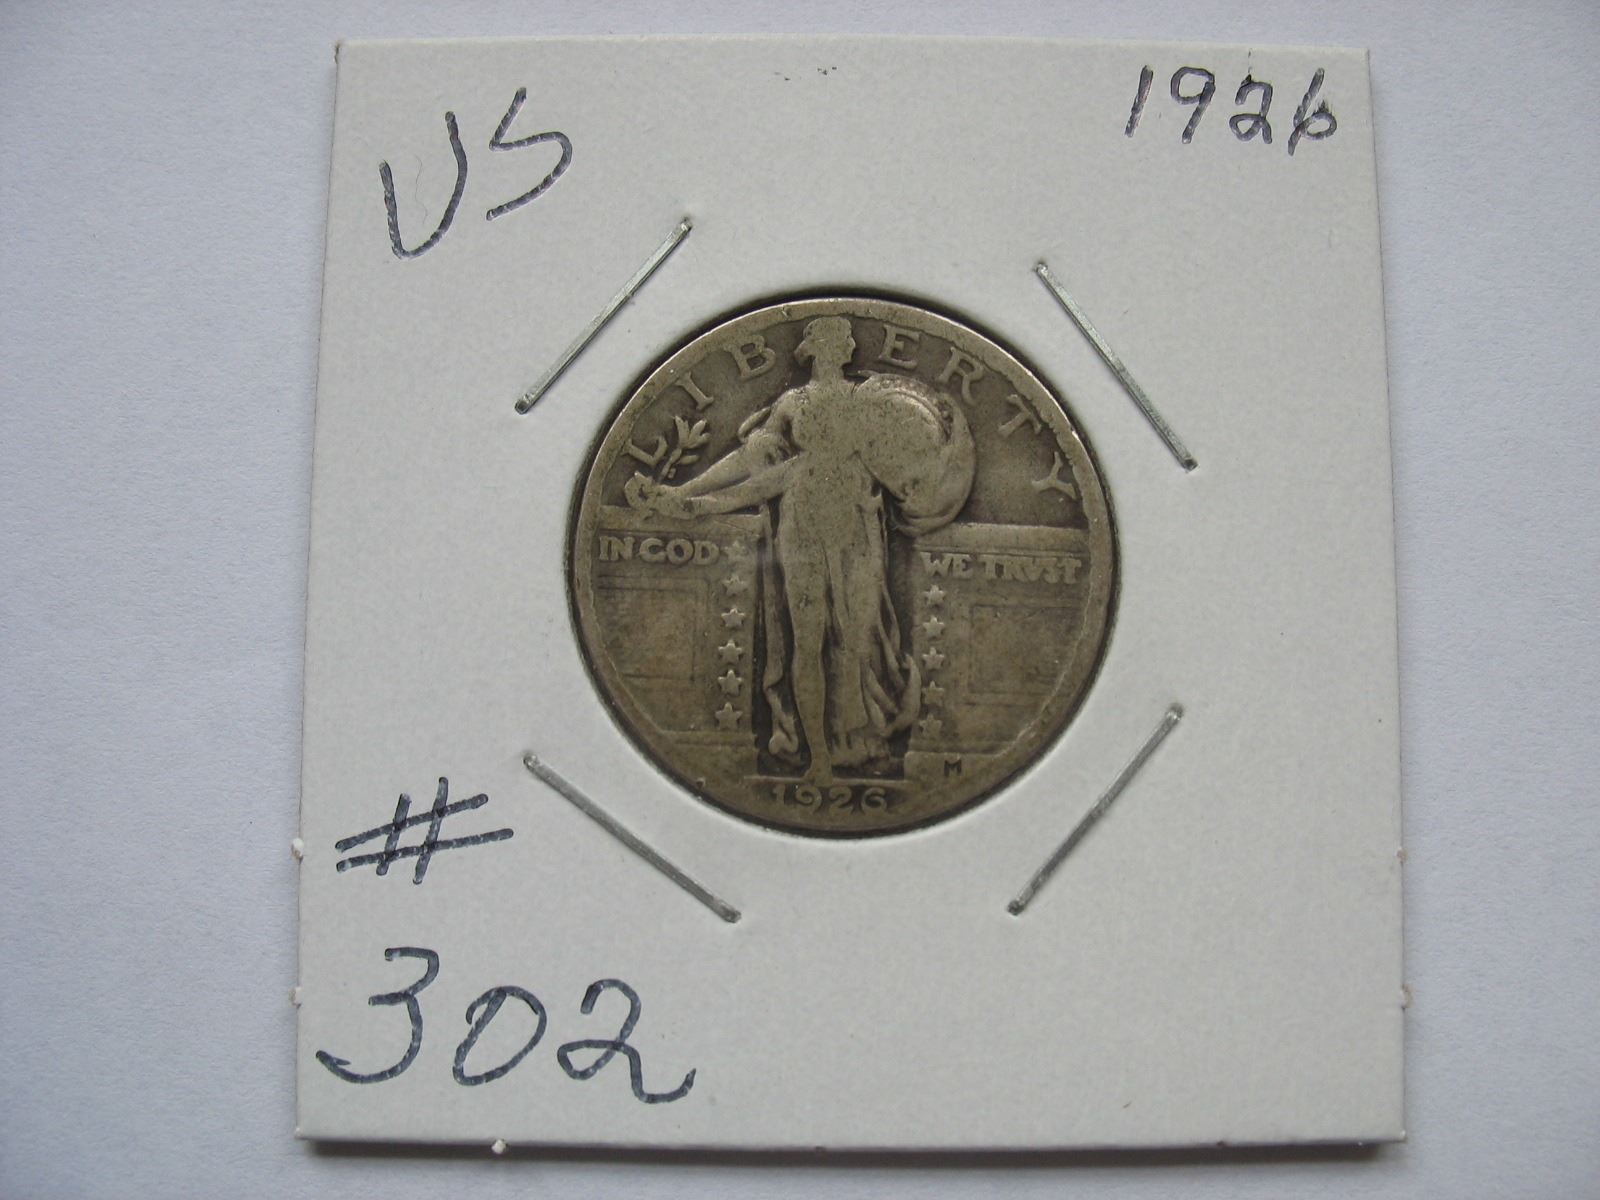 US
1926
LIBERTY
IN GOD WE TRUST
M
1926
#
302